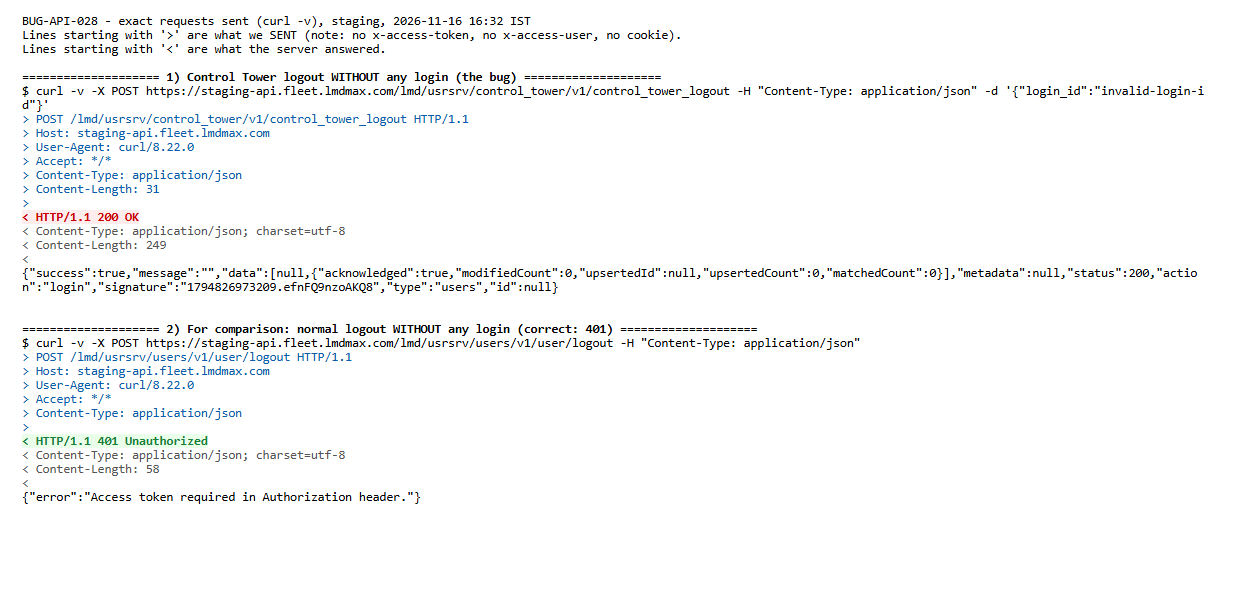 BUG-API-028 - exact requests sent (curl -v), staging, 2026-11-16 16:32 IST
Lines starting with '>' are what we SENT (note: no x-access-token, no x-access-user, no cookie).
Lines starting with '<' are what the server answered.
==================== 1) Control Tower logout WITHOUT any login (the bug) ====================
$ curl -v -X POST https://staging-api.fleet.lmdmax.com/lmd/usrsrv/control_tower/v1/control_tower_logout -H "Content-Type: application/json" -d '{"login_id":"invalid-login-i
d"}'
> POST /lmd/usrsrv/control_tower/v1/control_tower_logout HTTP/1.1
> Host: staging-api.fleet.lmdmax.com
> User-Agent: curl/8.22.0
> Accept: */*
> Content-Type: application/json
> Content-Length: 31
>
< HTTP/1.1 200 OK
< Content-Type: application/json; charset=utf-8
< Content-Length: 249
<
{"success":true,"message":"","data":[null,{"acknowledged":true,"modifiedCount":0,"upsertedId":null,"upsertedCount":0,"matchedCount":0}],"metadata":null,"status":200,"actio
n":"login","signature":"1794826973209.efnFQ9nzoAKQ8","type":"users","id":null}
==================== 2) For comparison: normal logout WITHOUT any login (correct: 401) ====================
$ curl -v -X POST https://staging-api.fleet.lmdmax.com/lmd/usrsrv/users/v1/user/logout -H "Content-Type: application/json"
> POST /lmd/usrsrv/users/v1/user/logout HTTP/1.1
> Host: staging-api.fleet.lmdmax.com
> User-Agent: curl/8.22.0
> Accept: */*
> Content-Type: application/json
>
< HTTP/1.1 401 Unauthorized
< Content-Type: application/json; charset=utf-8
< Content-Length: 58
<
{"error":"Access token required in Authorization header."}